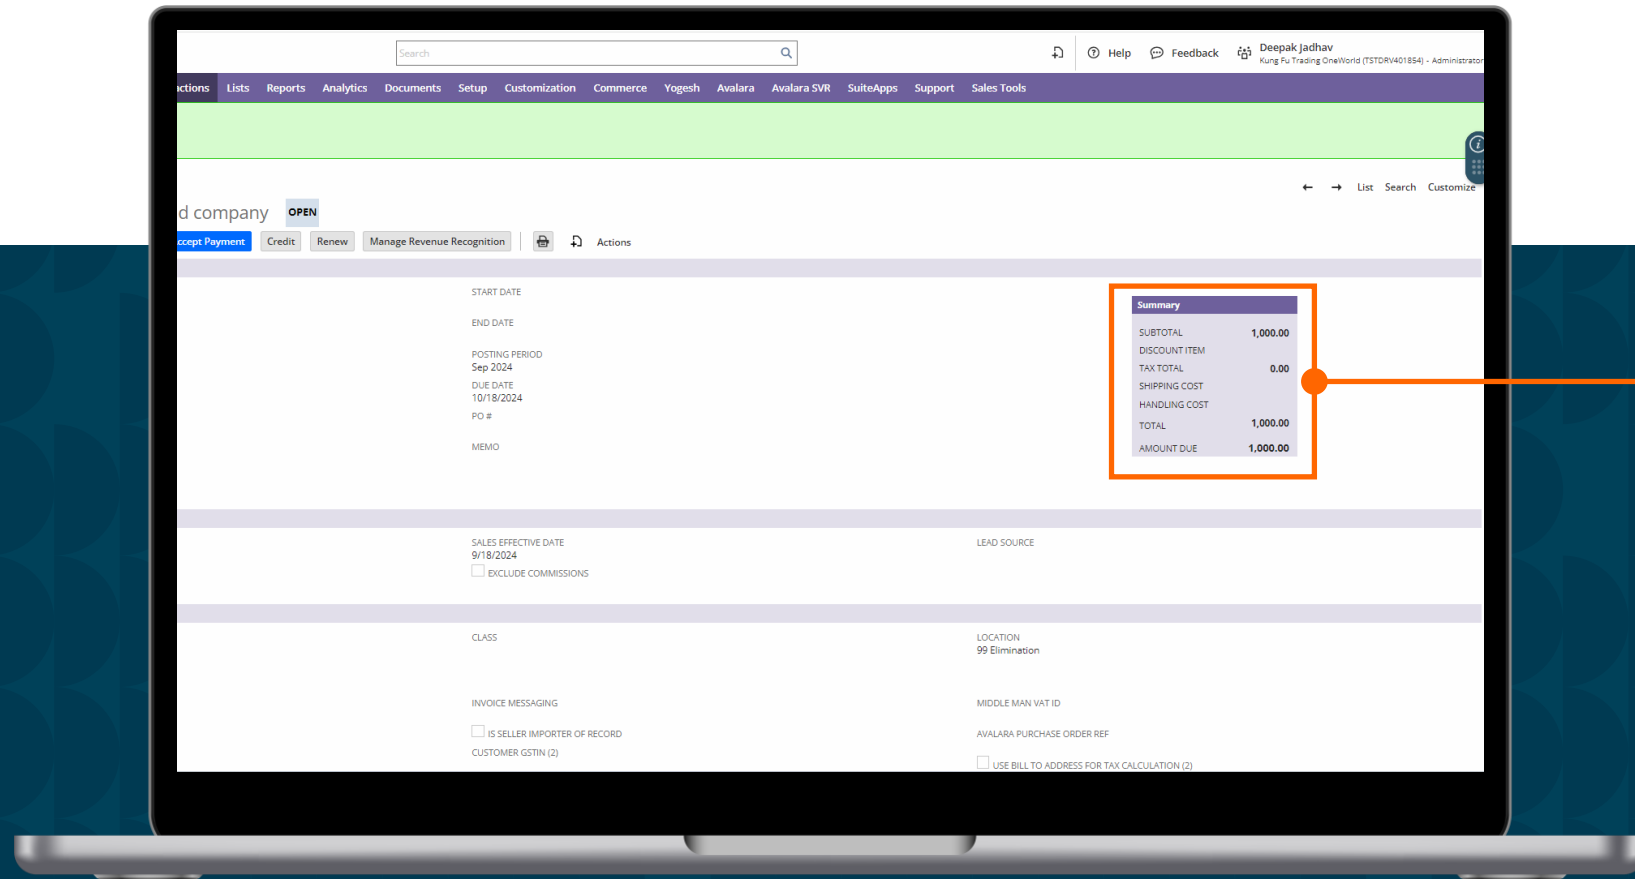 Search
Help
Feedback
Deepak Jadhav
Kung Fu Trading OneWorld (TSTDRV401854) - Administrator
Lists Reports Analytics Documents Setup Customization Commerce Yogesh Avalara Avalara SVR SuiteApps Support Sales Tools
List Search Customize
d company OPEN
ccept Payment Credit Renew Manage Revenue Recognition Actions
START DATE
END DATE
POSTING PERIOD
Sep 2024
DUE DATE
10/18/2024
PO #
MEMO
Summary
SUBTOTAL 1,000.00
DISCOUNT ITEM
TAX TOTAL 0.00
SHIPPING COST
HANDLING COST
TOTAL 1,000.00
AMOUNT DUE 1,000.00
SALES EFFECTIVE DATE
9/18/2024
EXCLUDE COMMISSIONS
LEAD SOURCE
CLASS
LOCATION
99 Elimination
INVOICE MESSAGING
IS SELLER IMPORTER OF RECORD
CUSTOMER GSTIN (2)
MIDDLE MAN VAT ID
AVALARA PURCHASE ORDER REF
USE BILL TO ADDRESS FOR TAX CALCULATION (2)